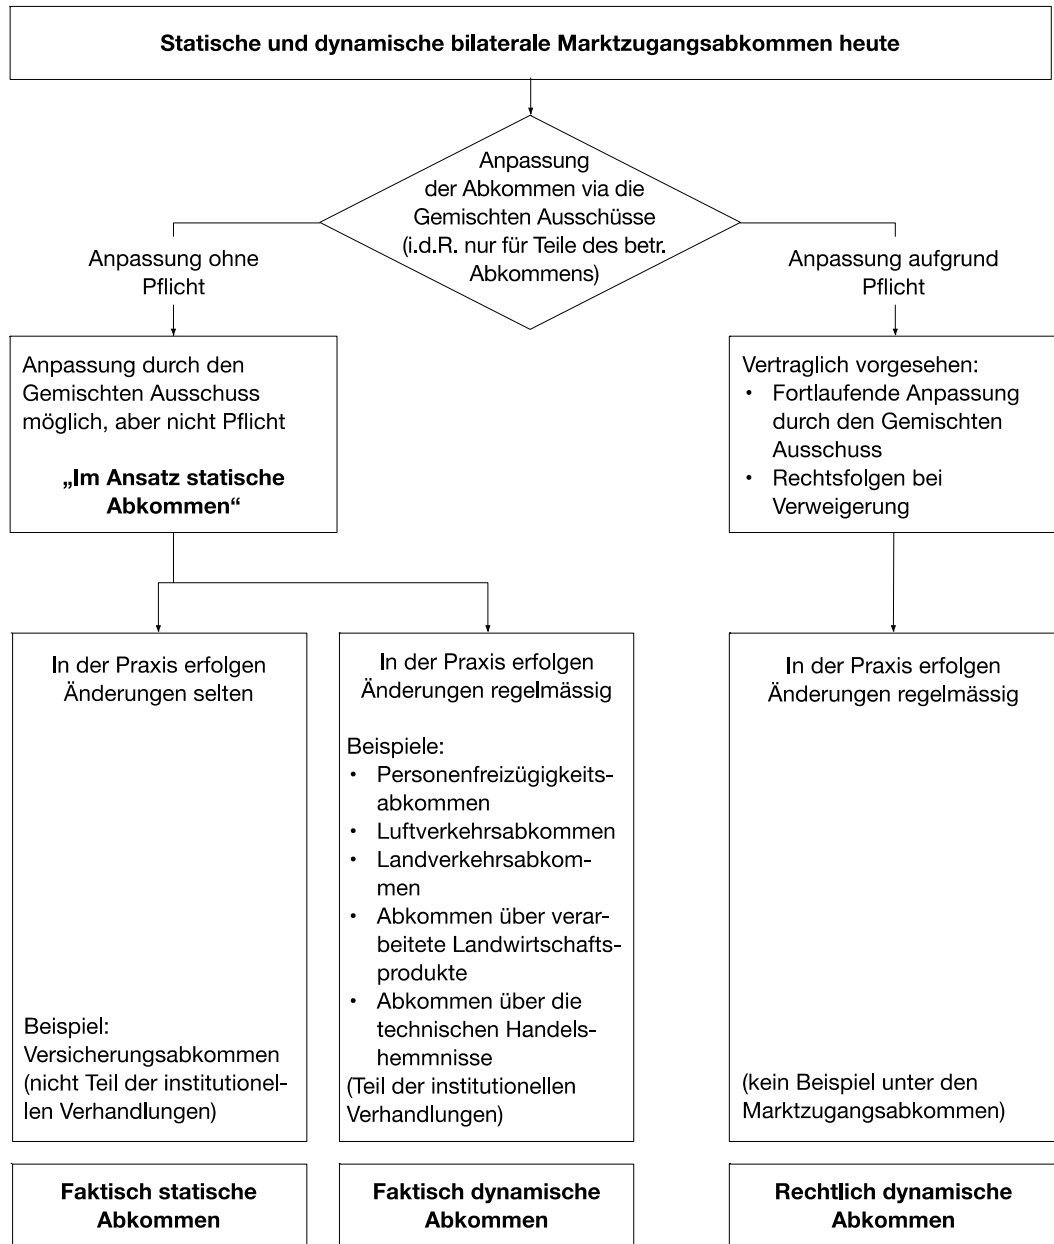 Statische und dynamische bilaterale Marktzugangsabkommen heute
Anpassung
der Abkommen via die
Gemischten Ausschüsse
(i.d.R. nur für Teile des betr.
Abkommens)
Anpassung ohne
Pflicht
Anpassung aufgrund
Pflicht
Anpassung durch den
Gemischten Ausschuss
möglich, aber nicht Pflicht
„Im Ansatz statische
Abkommen“
Vertraglich vorgesehen:
• Fortlaufende Anpassung
durch den Gemischten
Ausschuss
• Rechtsfolgen bei
Verweigerung
In der Praxis erfolgen
Änderungen selten
Beispiel:
Versicherungsabkommen
(nicht Teil der institutionel-
len Verhandlungen)
In der Praxis erfolgen
Änderungen regelmässig
Beispiele:
• Personenfreizügigkeits-
abkommen
• Luftverkehrsabkommen
• Landverkehrsabkom-
men
• Abkommen über verar-
beitete Landwirtschafts-
produkte
• Abkommen über die
technischen Handels-
hemmnisse
(Teil der institutionellen
Verhandlungen)
In der Praxis erfolgen
Änderungen regelmässig
(kein Beispiel unter den
Marktzugangsabkommen)
Faktisch statische
Abkommen
Faktisch dynamische
Abkommen
Rechtlich dynamische
Abkommen